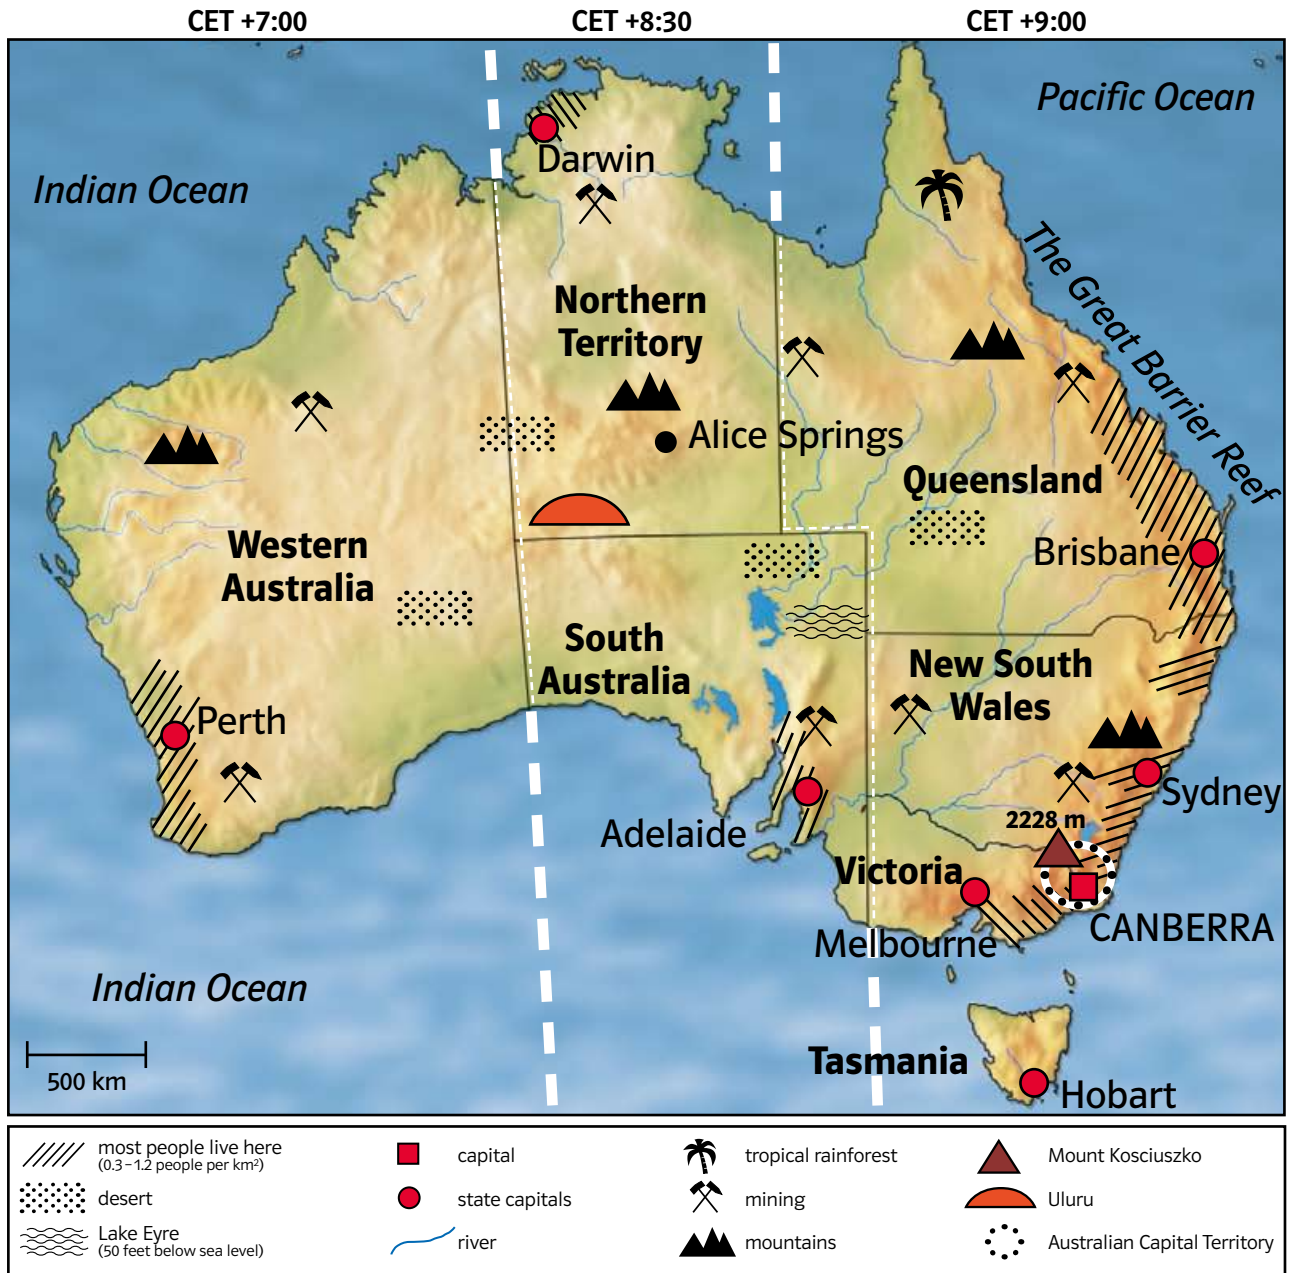 CET +7:00
CET +8:30
CET +9:00
Pacific Ocean
Indian Ocean
Darwin
The Great Barrier Reef
Northern
Territory
Alice Springs
Queensland
Western
Australia
Brisbane
South
Australia
New South
Wales
Perth
Sydney
Adelaide
2228 m
Victoria
CANBERRA
Melbourne
Indian Ocean
Tasmania
500 km
Hobart
most people live here
(0.3–1.2 people per km²)
desert
Lake Eyre
(50 feet below sea level)
capital
state capitals
river
tropical rainforest
mining
mountains
Mount Kosciuszko
Uluru
Australian Capital Territory